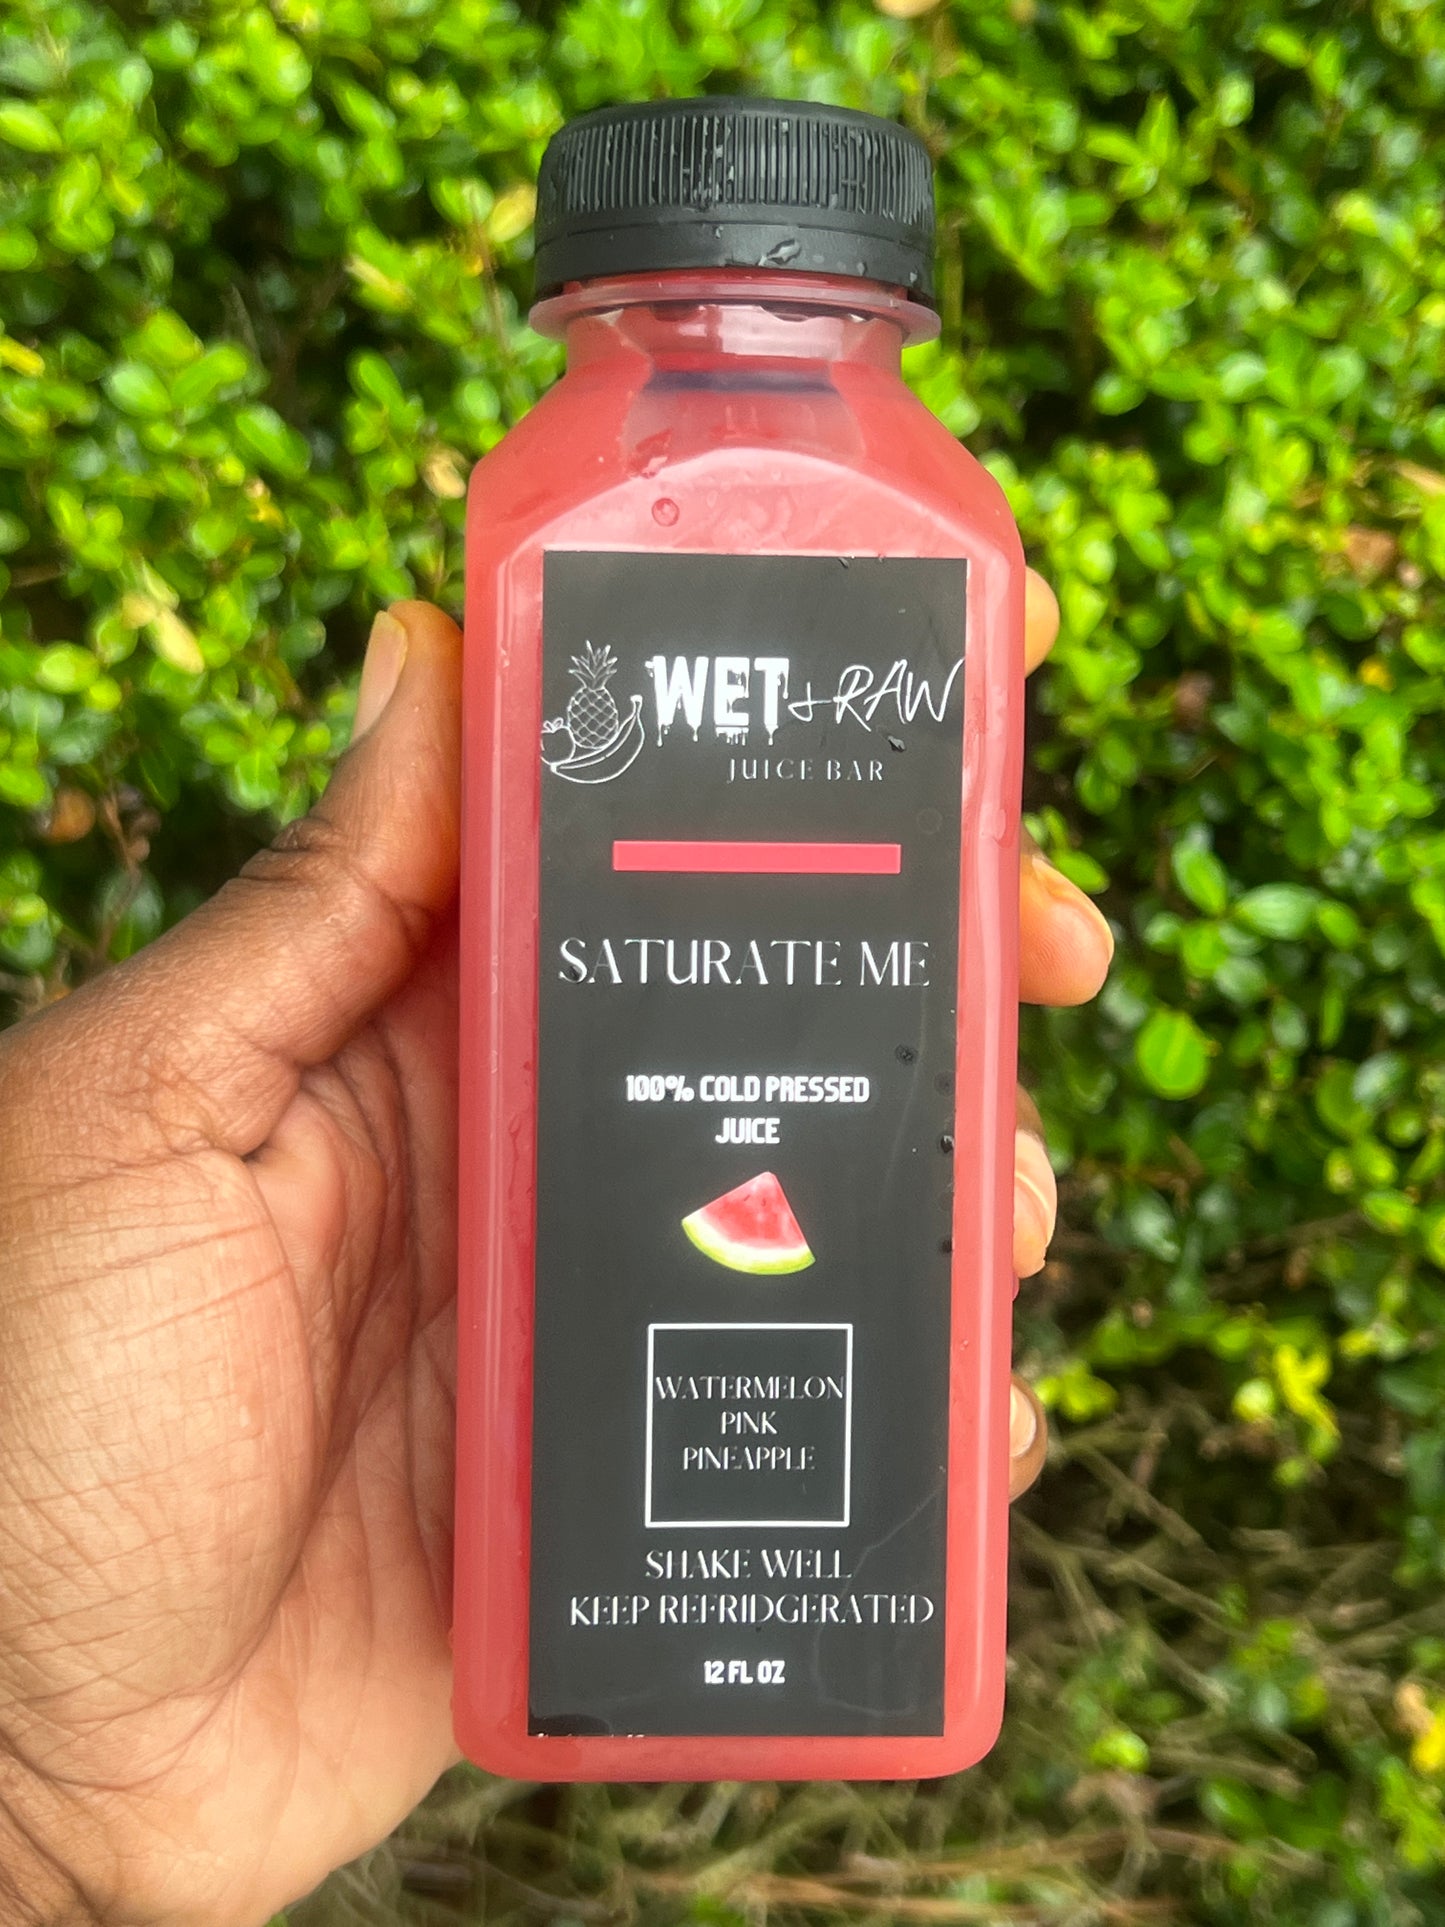 WET & RAW
JUICE BAR
SATURATE ME
100% COLD PRESSED
JUICE
WATERMELON
PINK
PINEAPPLE
SHAKE WELL
KEEP REFRIDGERATED
12 FL OZ